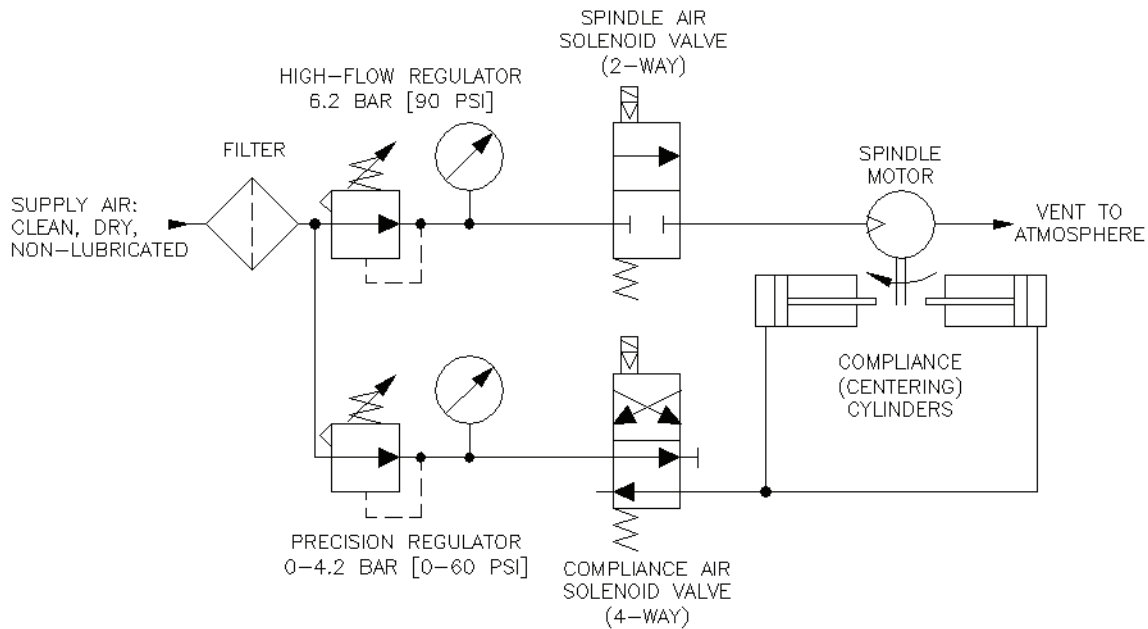 SPINDLE AIR
SOLENOID VALVE
(2-WAY)
HIGH-FLOW REGULATOR
6.2 BAR [90 PSI]
FILTER
SPINDLE
MOTOR
SUPPLY AIR:
CLEAN, DRY,
NON-LUBRICATED
VENT TO
ATMOSPHERE
COMPLIANCE
(CENTERING)
CYLINDERS
PRECISION REGULATOR
0-4.2 BAR [0-60 PSI]
COMPLIANCE AIR
SOLENOID VALVE
(4-WAY)